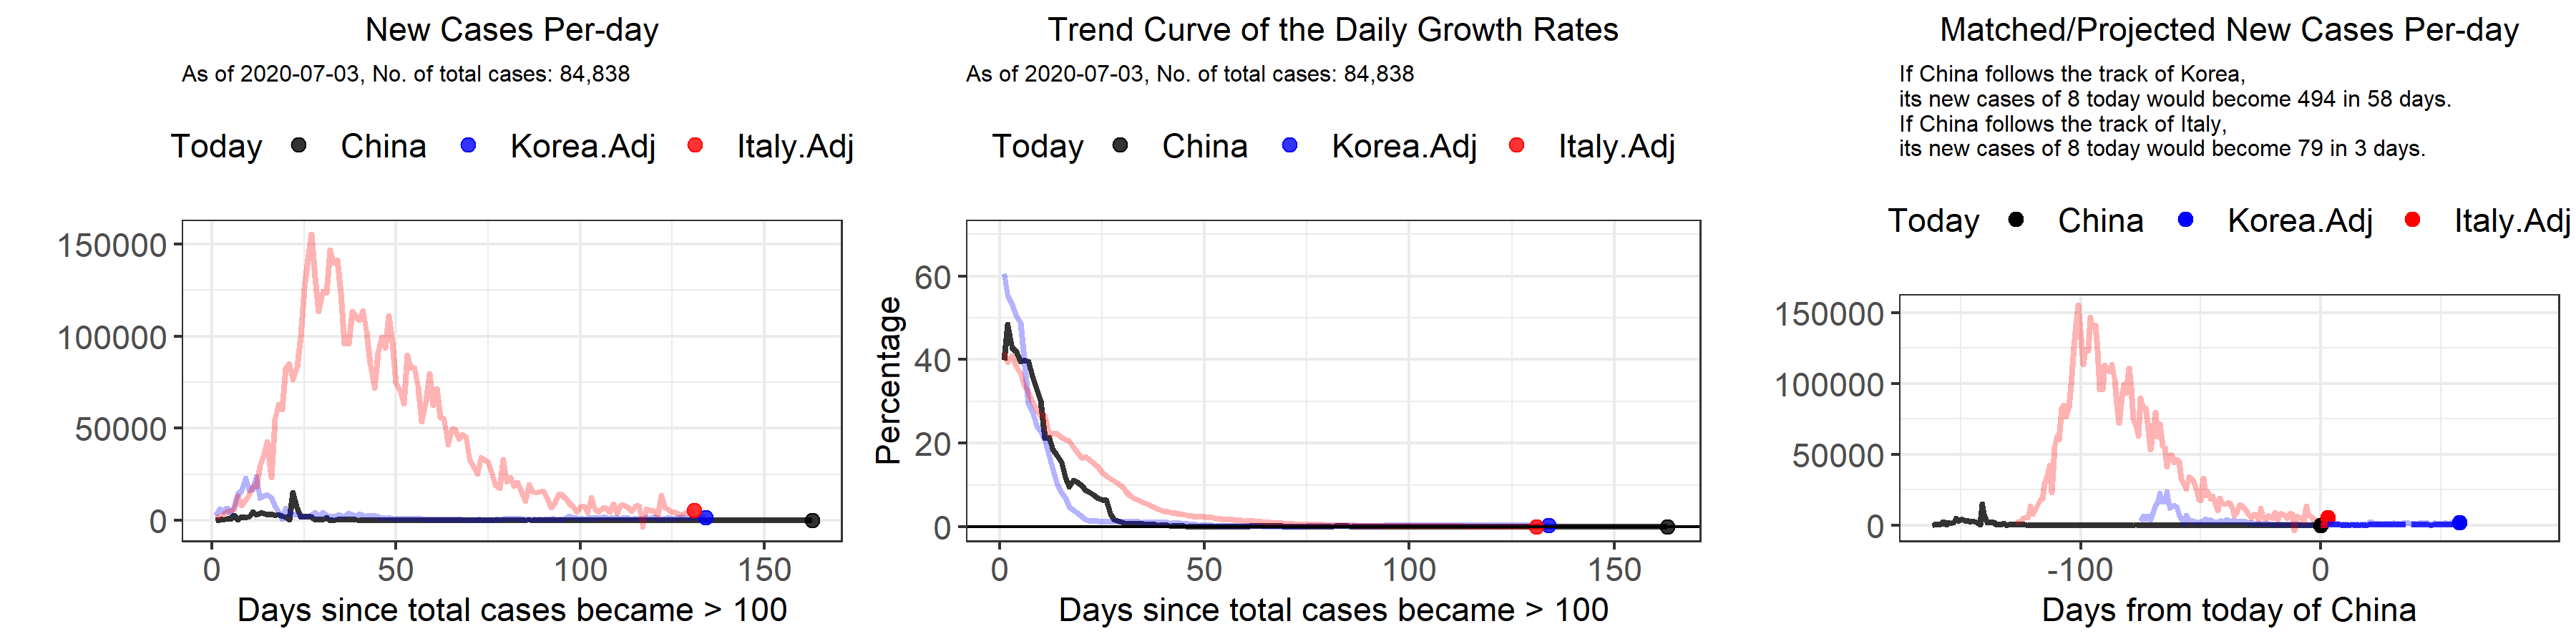 New Cases Per-day
As of 2020-07-03, No. of total cases: 84,838
Today China Korea.Adj Italy.Adj
150000
100000
50000
0
0 50 100 150
Days since total cases became > 100
Trend Curve of the Daily Growth Rates
As of 2020-07-03, No. of total cases: 84,838
Today China Korea.Adj Italy.Adj
Percentage
60
40
20
0
0 50 100 150
Days since total cases became > 100
Matched/Projected New Cases Per-day
If China follows the track of Korea,
its new cases of 8 today would become 494 in 58 days.
If China follows the track of Italy,
its new cases of 8 today would become 79 in 3 days.
Today China Korea.Adj Italy.Adj
150000
100000
50000
0
-100 0
Days from today of China